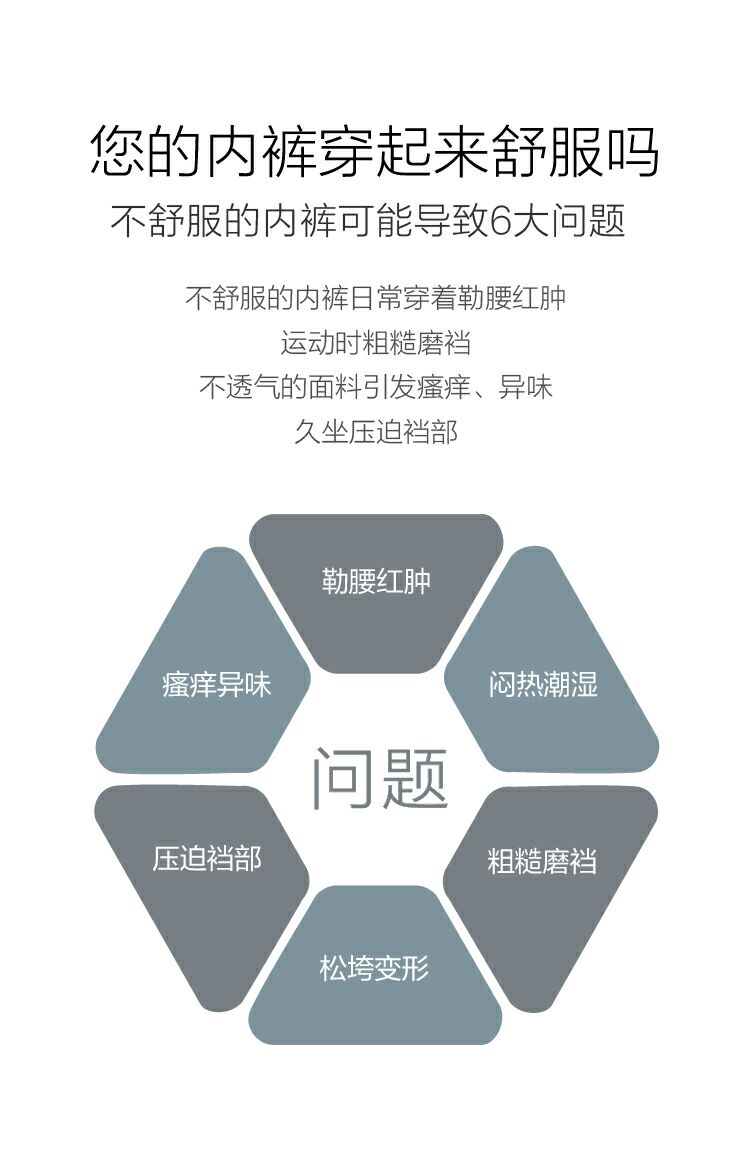 您的内裤穿起来舒服吗
不舒服的内裤可能导致6大问题
不舒服的内裤日常穿着勒腰红肿
运动时粗糙磨裆
不透气的面料引发瘙痒、异味
久坐压迫裆部
勒腰红肿
瘙痒异味
闷热潮湿
问题
压迫裆部
粗糙磨裆
松垮变形